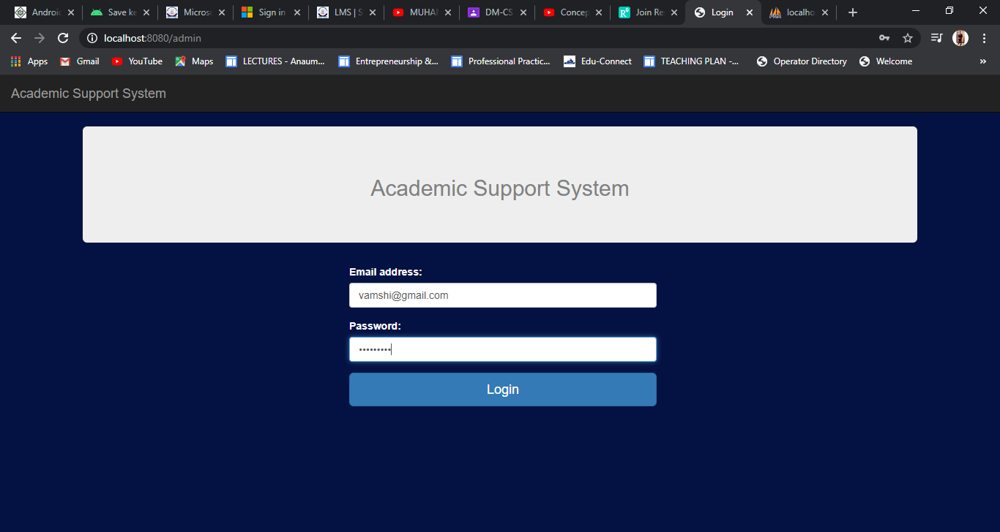 Android Save ke Microso Sign in LMS | S MUHA DM-CS Concep Join Re Login localho
localhost:8080/admin
Apps Gmail YouTube Maps LECTURES - Anaum... Entrepreneurship &... Professional Practic... Edu-Connect TEACHING PLAN -... Operator Directory Welcome »
Academic Support System
Academic Support System
Email address:
vamshi@gmail.com
Password:
•••••••••
Login